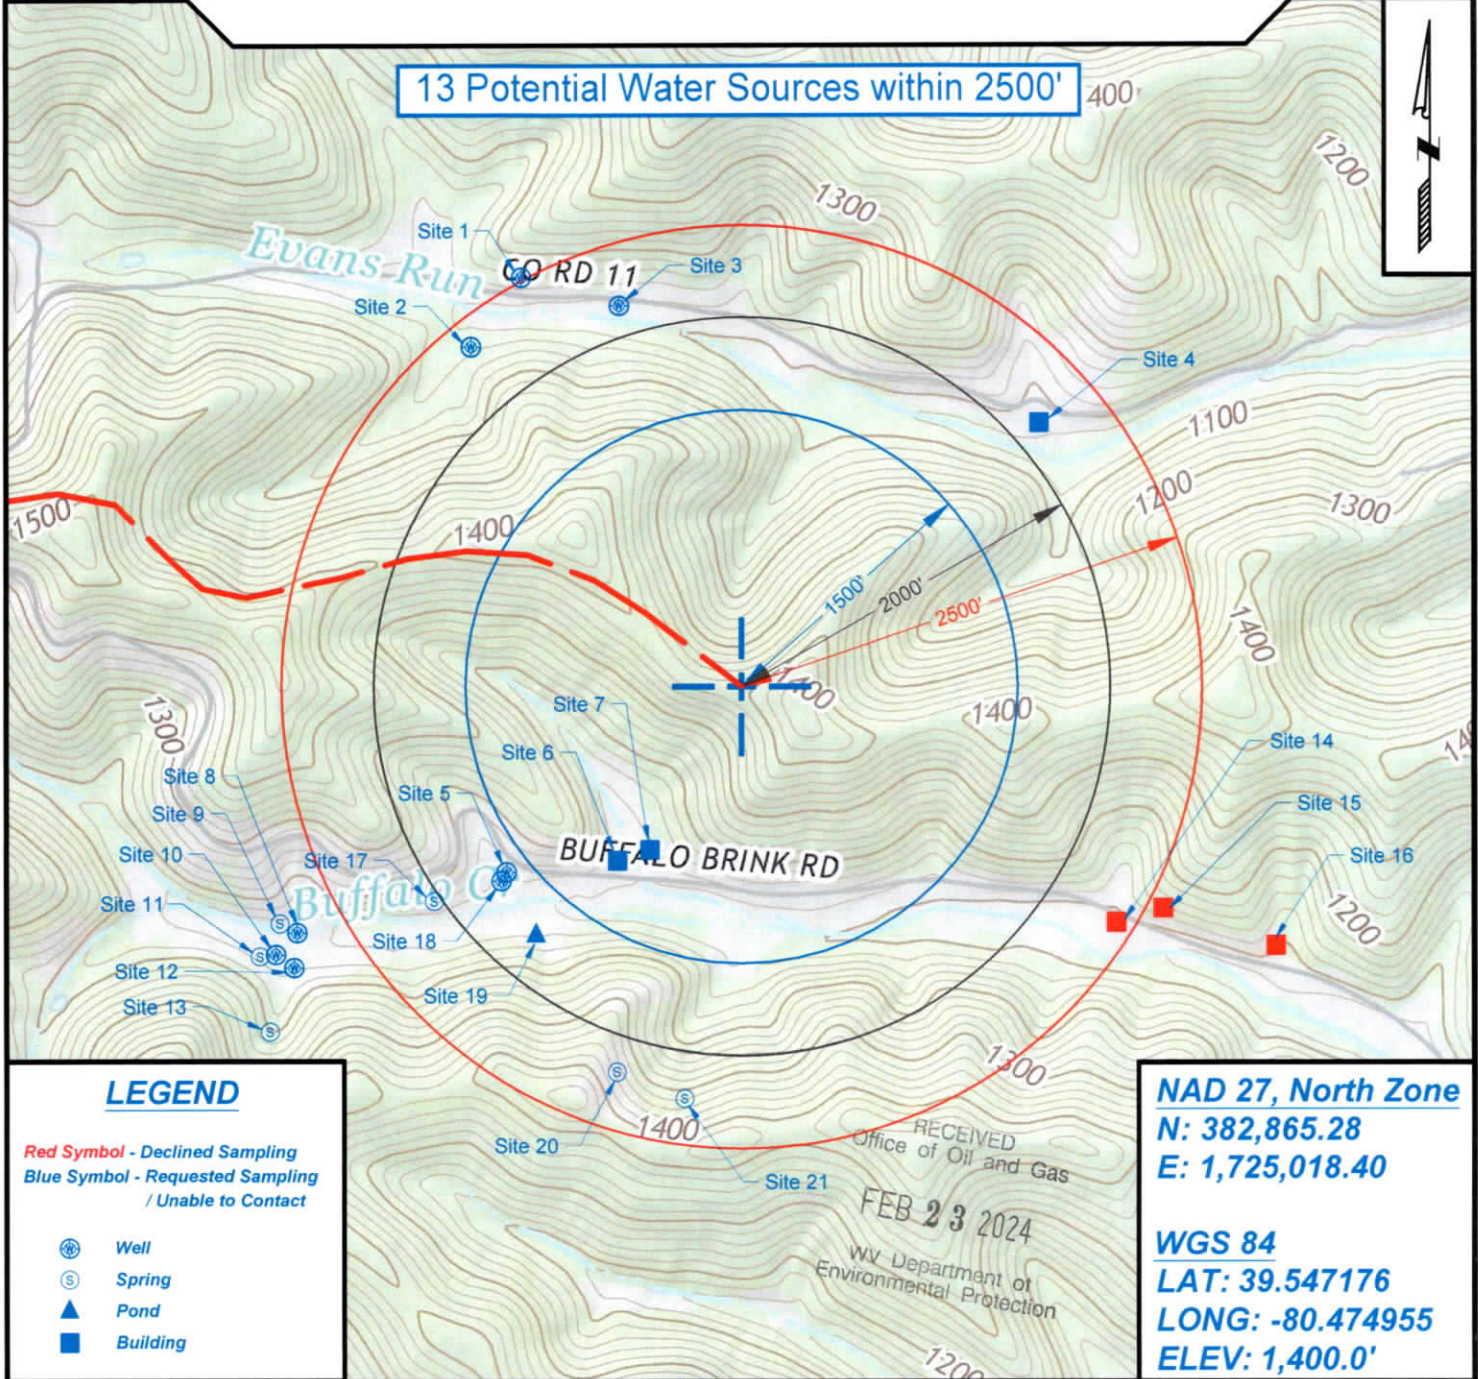 13 Potential Water Sources within 2500'
400
1200
1300
Site 1
Evans Run
CO RD 11
Site 3
Site 2
Site 4
1100
1200
1300
1500
1400
1500'
2000'
2500'
1400
1400
1400
Site 7
1300
Site 6
Site 14
Site 8
Site 5
Site 15
Site 9
BUFFALO BRINK RD
Site 10
Site 17
Site 16
Buffalo Cr
Site 11
1200
Site 18
Site 12
Site 19
Site 13
1300
1400
Site 20
Site 21
RECEIVED
Office of Oil and Gas
FEB 23 2024
WV Department of
Environmental Protection
1200
LEGEND
Red Symbol - Declined Sampling
Blue Symbol - Requested Sampling
/ Unable to Contact
W Well
S Spring
Pond
Building
NAD 27, North Zone
N: 382,865.28
E: 1,725,018.40
WGS 84
LAT: 39.547176
LONG: -80.474955
ELEV: 1,400.0'